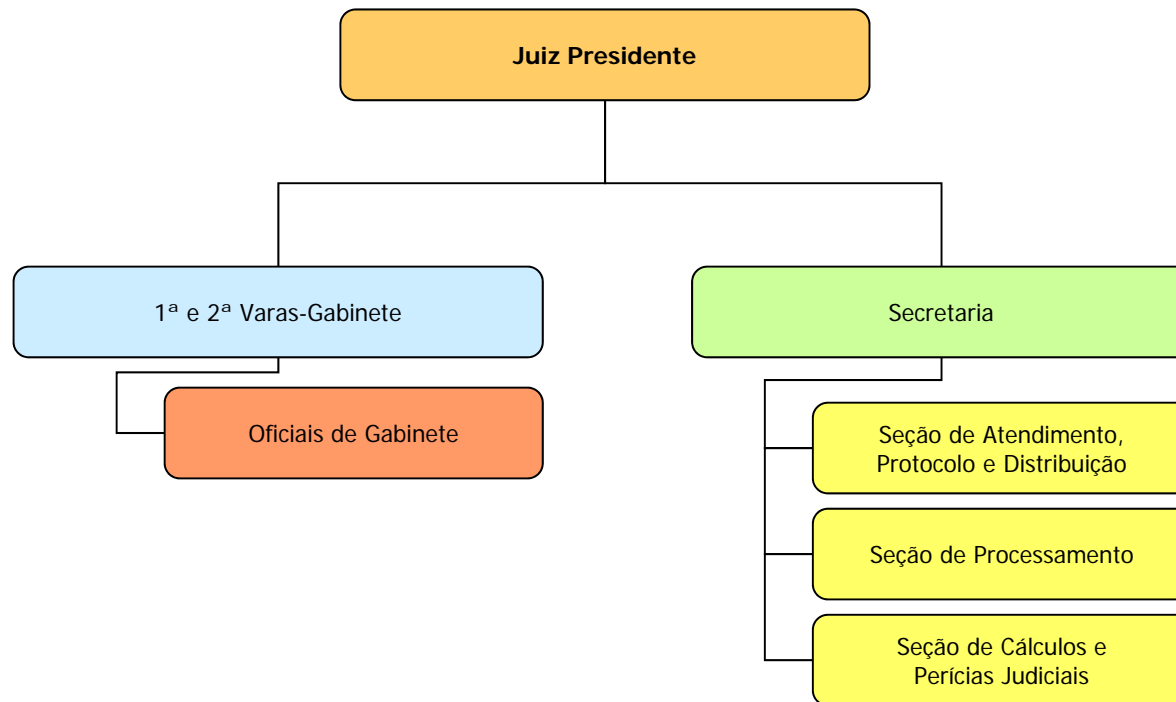 Juiz Presidente
1ª e 2ª Varas-Gabinete
Secretaria
Oficiais de Gabinete
Seção de Atendimento,
Protocolo e Distribuição
Seção de Processamento
Seção de Cálculos e
Perícias Judiciais